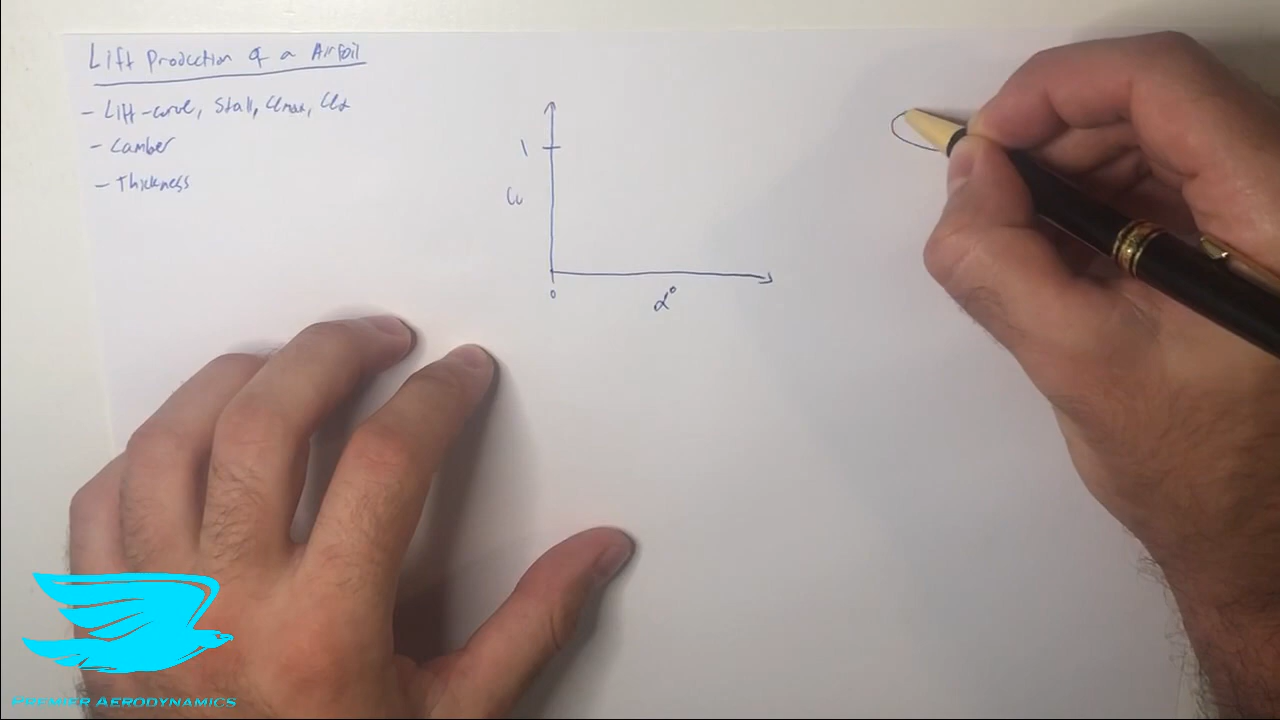 Lift Production of a Airfoil
- Lift-curve, Stall, Clmax, Clα
- Camber
- Thickness
1
CL
0
α°
PREMIER AERODYNAMICS